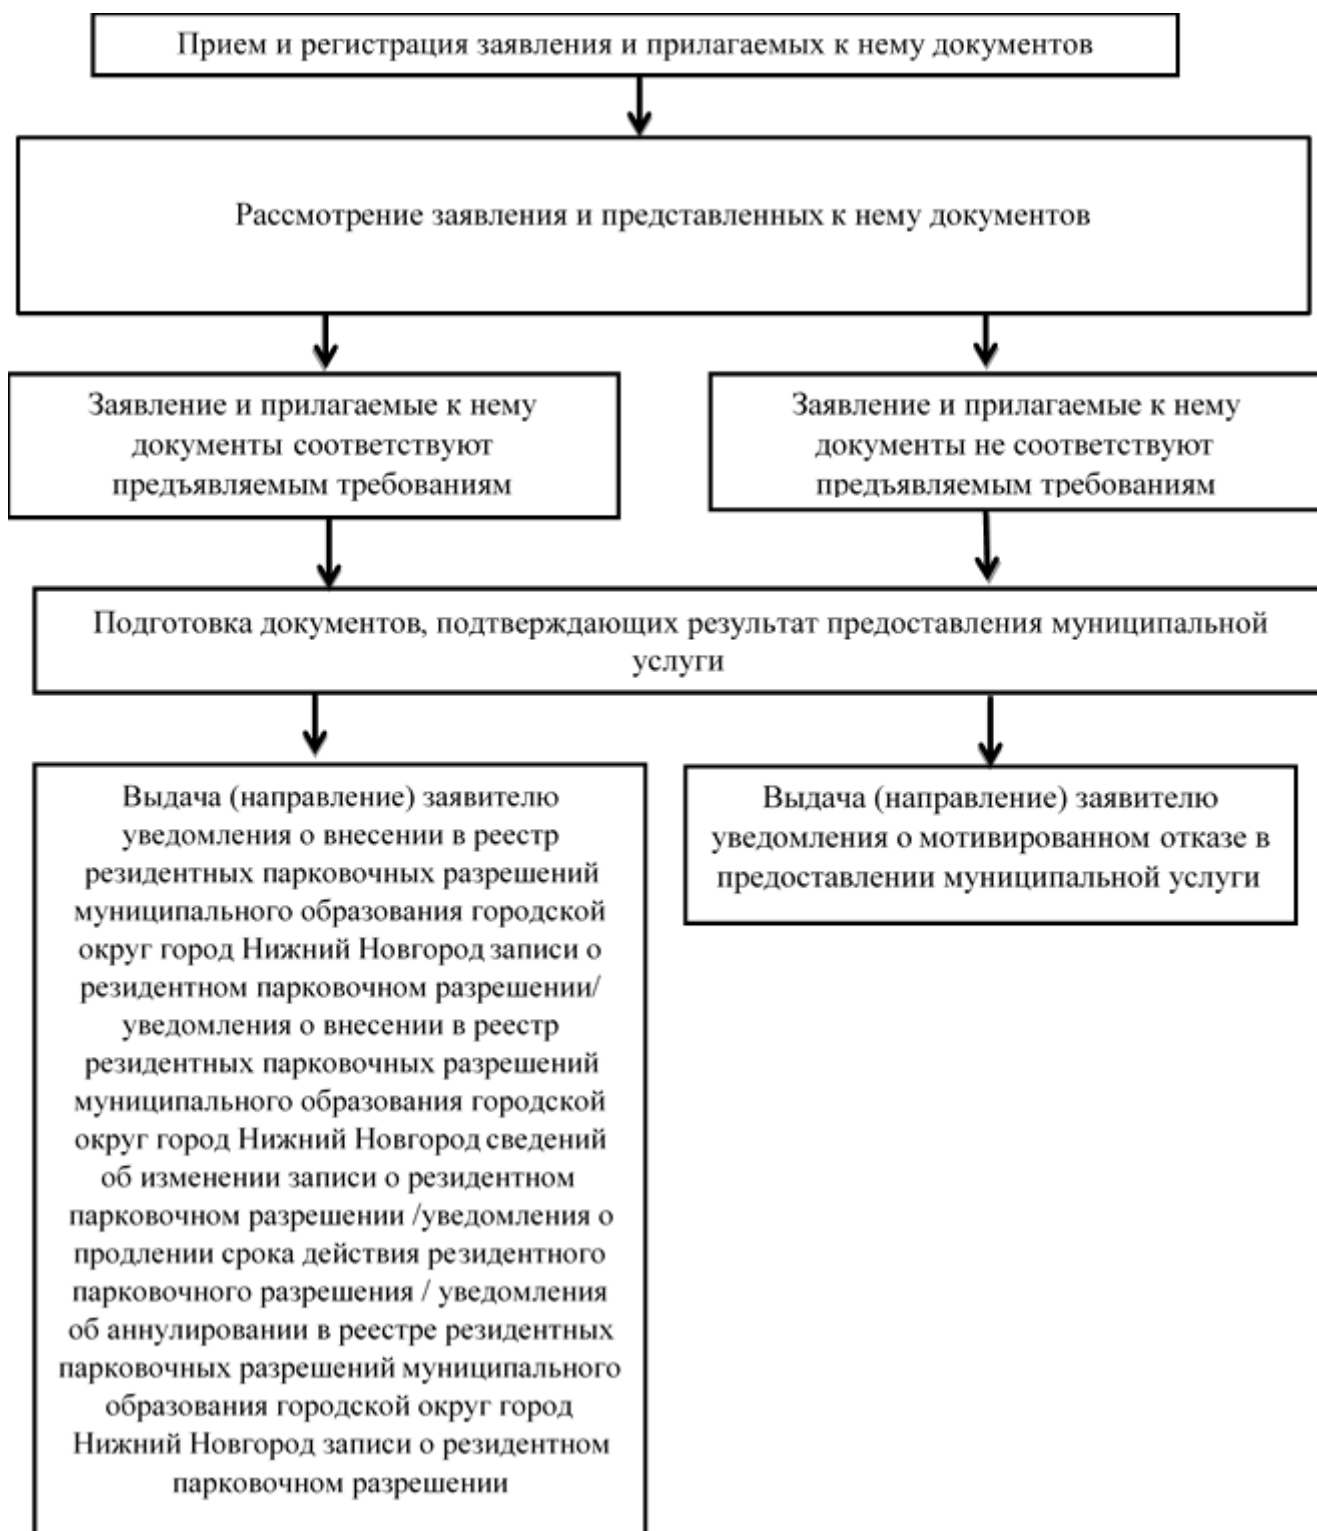 Прием и регистрация заявления и прилагаемых к нему документов
Рассмотрение заявления и представленных к нему документов
Заявление и прилагаемые к нему
документы соответствуют
предъявляемым требованиям
Заявление и прилагаемые к нему
документы не соответствуют
предъявляемым требованиям
Подготовка документов, подтверждающих результат предоставления муниципальной
услуги
Выдача (направление) заявителю
уведомления о внесении в реестр
резидентных парковочных разрешений
муниципального образования городской
округ город Нижний Новгород записи о
резидентном парковочном разрешении/
уведомления о внесении в реестр
резидентных парковочных разрешений
муниципального образования городской
округ город Нижний Новгород сведений
об изменении записи о резидентном
парковочном разрешении /уведомления о
продлении срока действия резидентного
парковочного разрешения / уведомления
об аннулировании в реестре резидентных
парковочных разрешений муниципального
образования городской округ город
Нижний Новгород записи о резидентном
парковочном разрешении
Выдача (направление) заявителю
уведомления о мотивированном отказе в
предоставлении муниципальной услуги